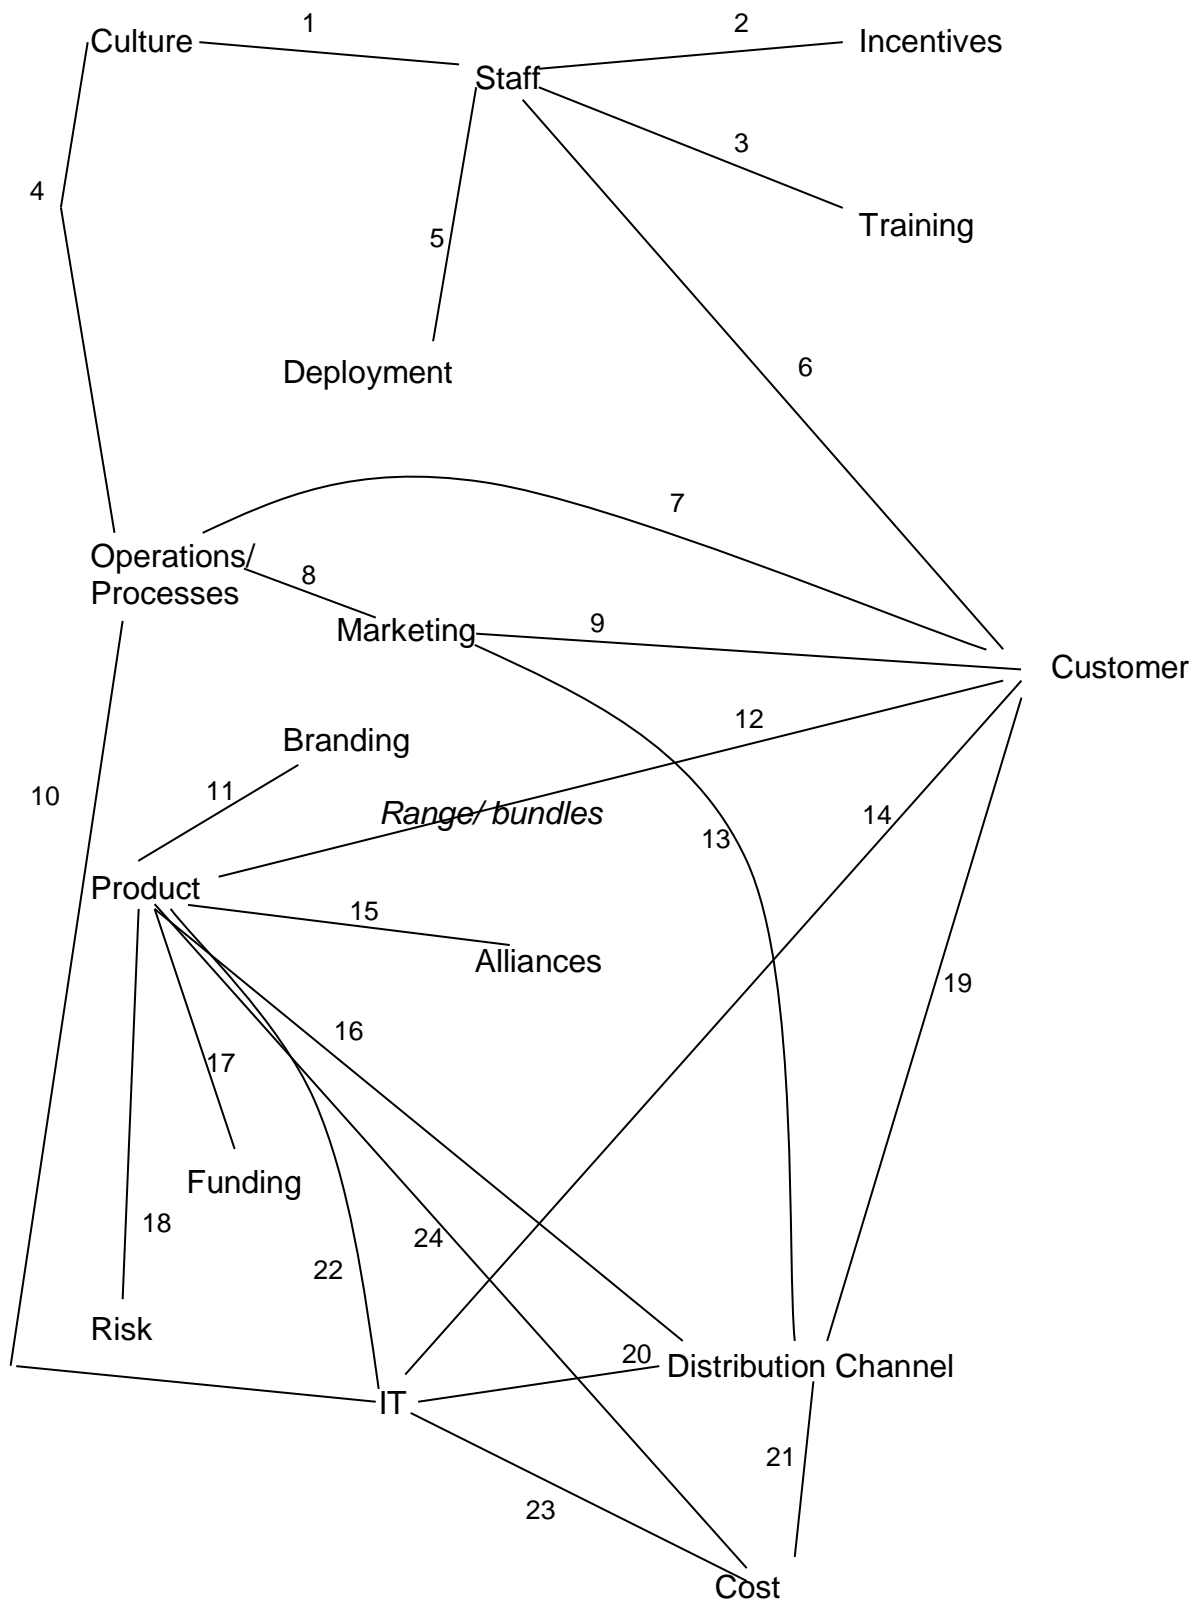 1
2
Culture
Incentives
Staff
3
4
Training
5
6
Deployment
7
Operations/
Processes
8
Marketing
9
Customer
12
Branding
11
10
Range/ bundles
14
13
Product
15
Alliances
19
16
17
Funding
18
24
22
Risk
20
Distribution Channel
IT
21
23
Cost